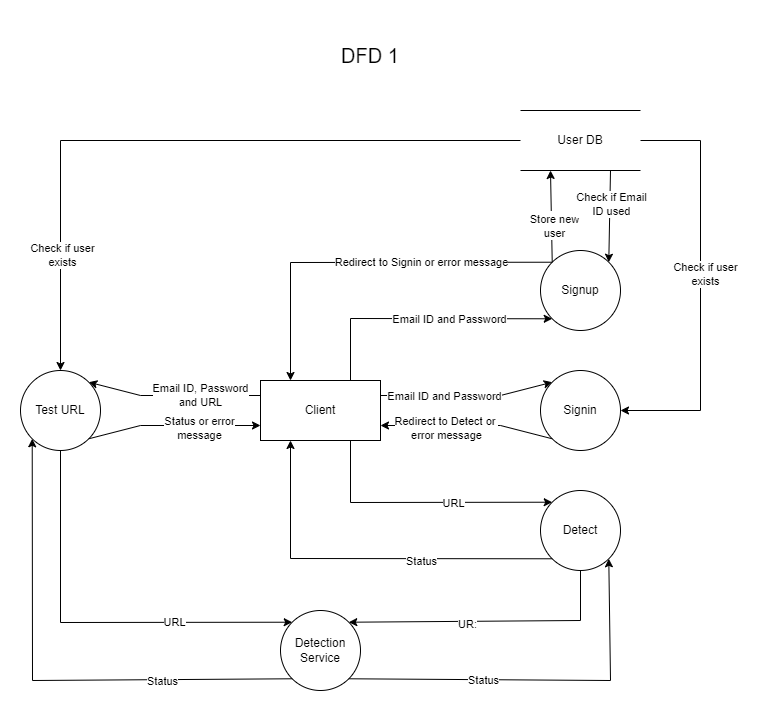 DFD 1
User DB
Check if Email
ID used
Store new
user
Check if user
exists
Check if user
exists
Redirect to Signin or error message
Signup
Email ID and Password
Email ID, Password
and URL
Email ID and Password
Test URL
Client
Signin
Status or error
message
Redirect to Detect or
error message
URL
Detect
Status
URL
UR:
Detection
Service
Status
Status